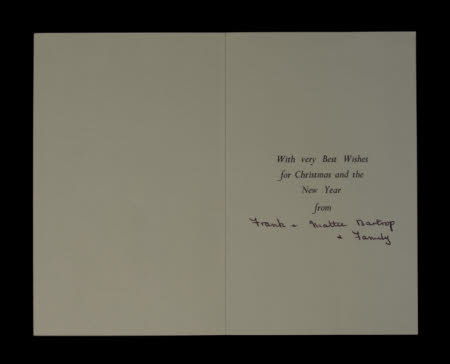 With very Best Wishes
for Christmas and the
New Year
from
Frank + Mattie Bartrop
+ Family